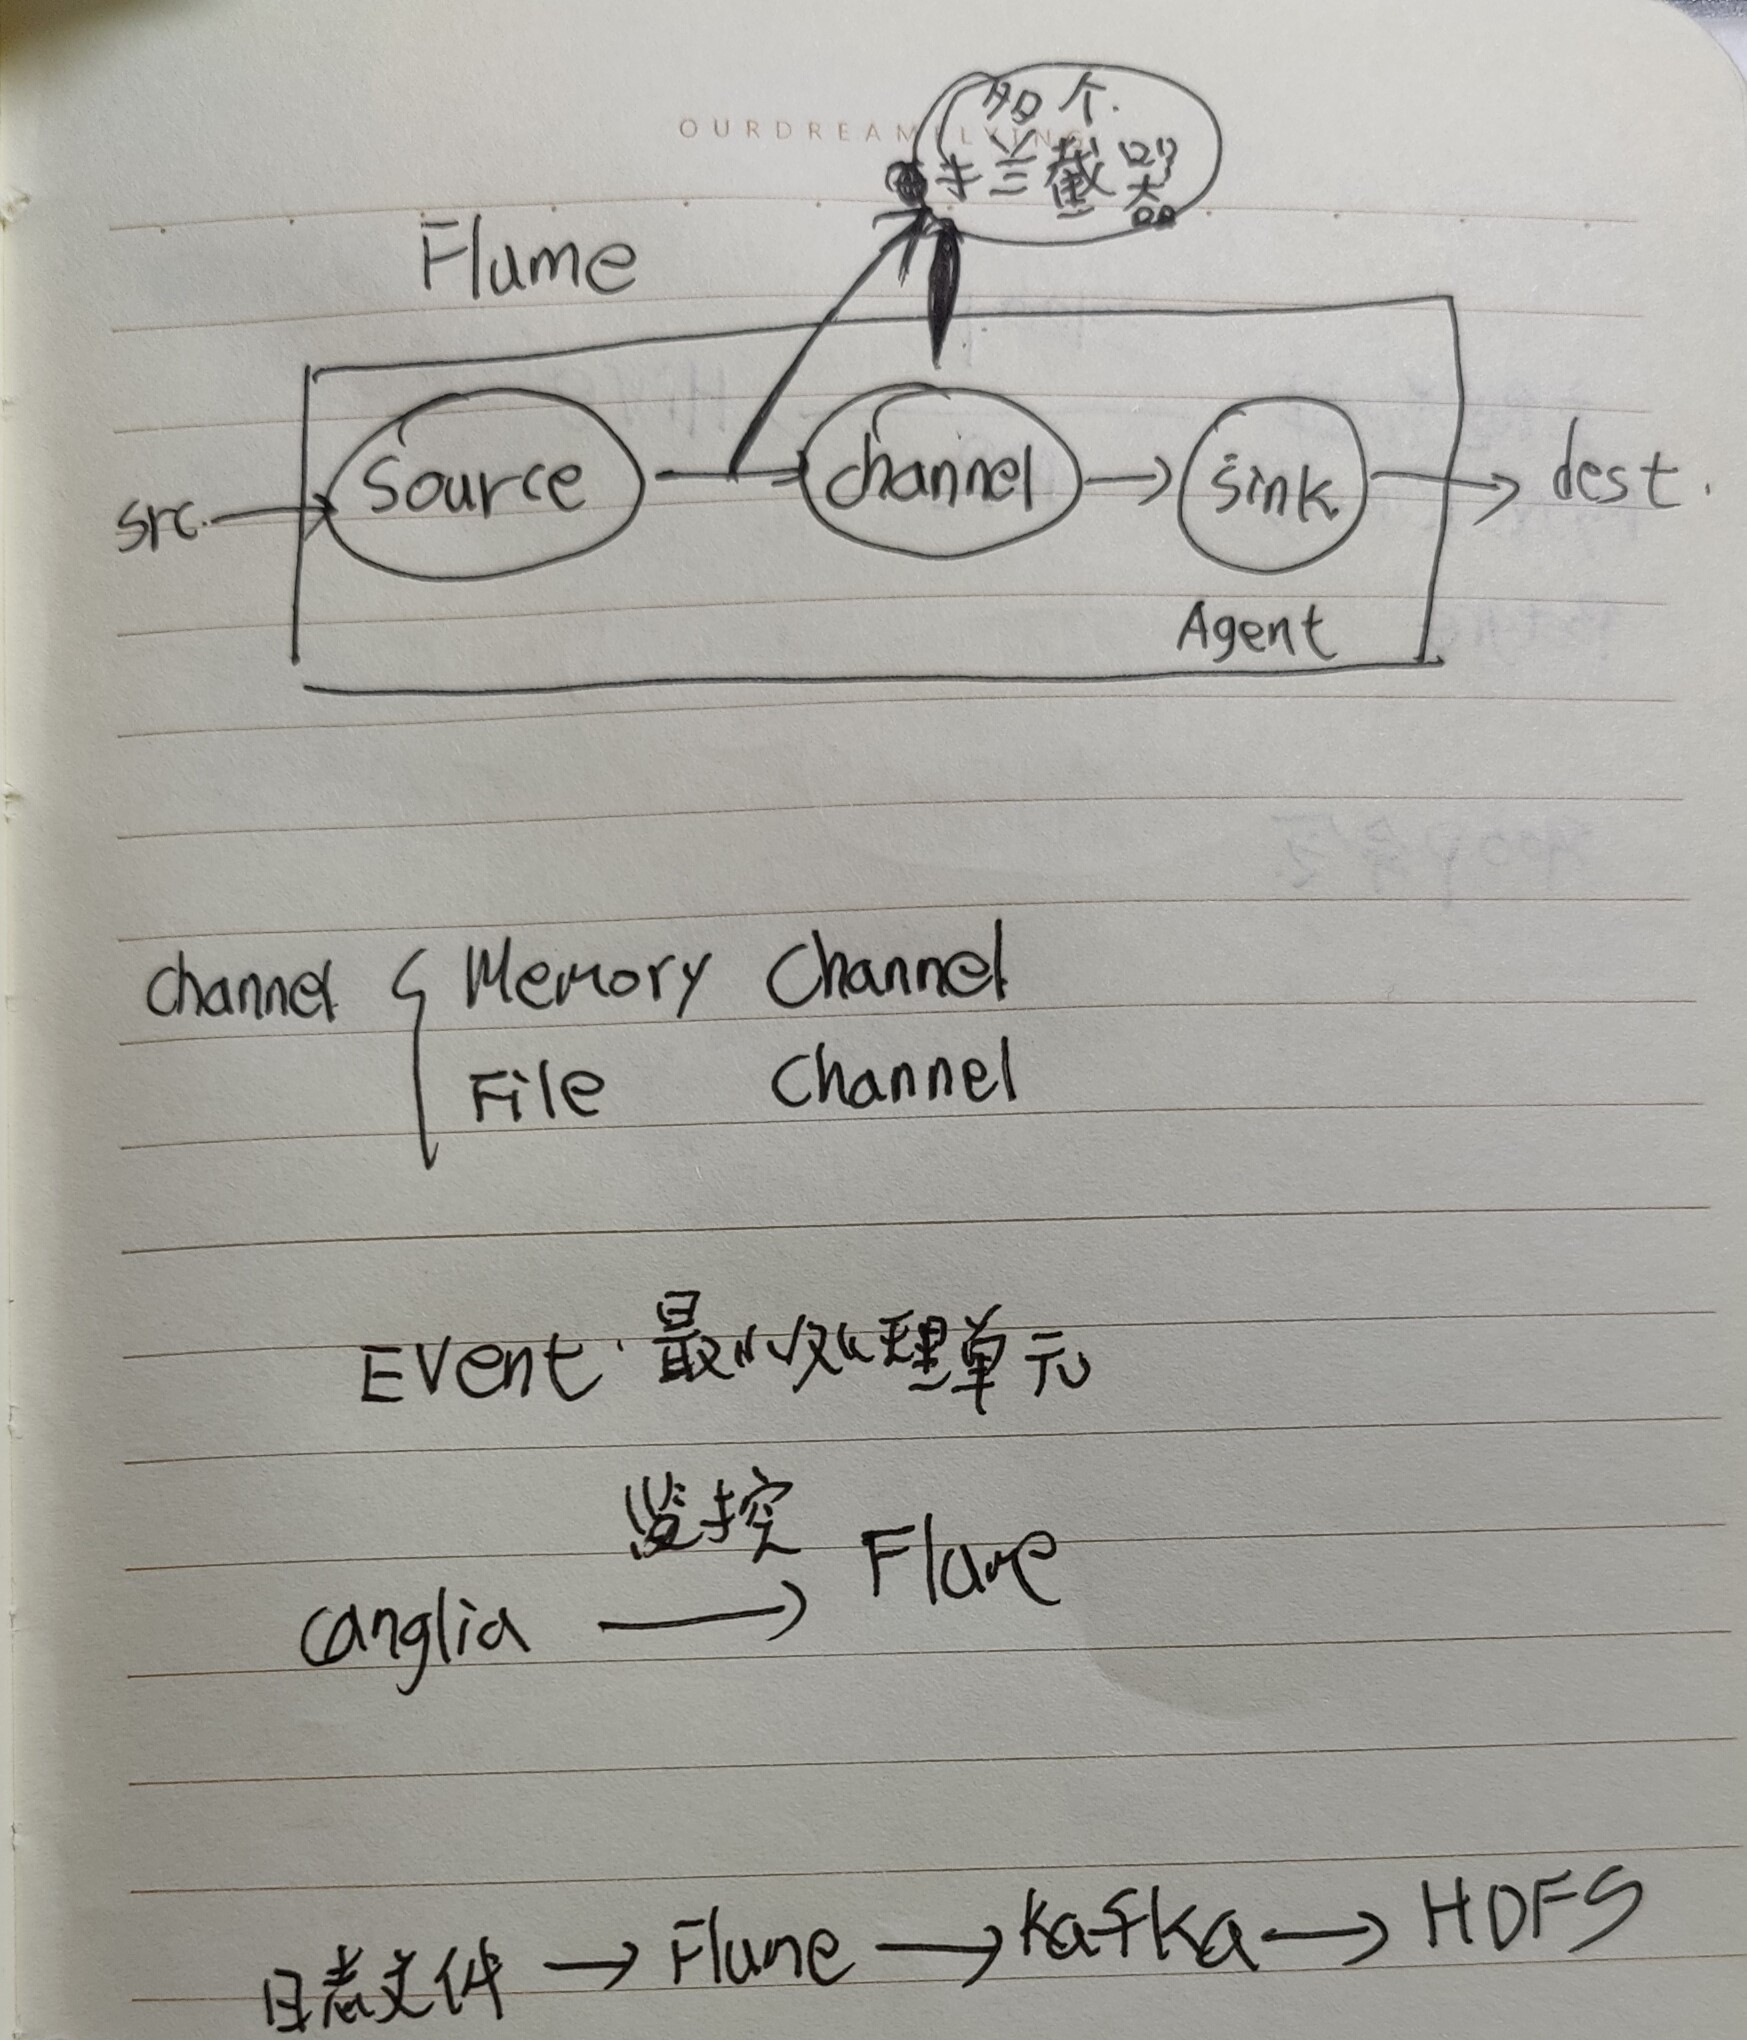 OURDREAMFLYING
多个
拦截器
Flume
src. Source channel sink dest.
Agent
channel { Memory Channel
File Channel
Event 最小处理单元
监控
Ganglia → Flume
日志文件 → Flume → Kafka → HDFS